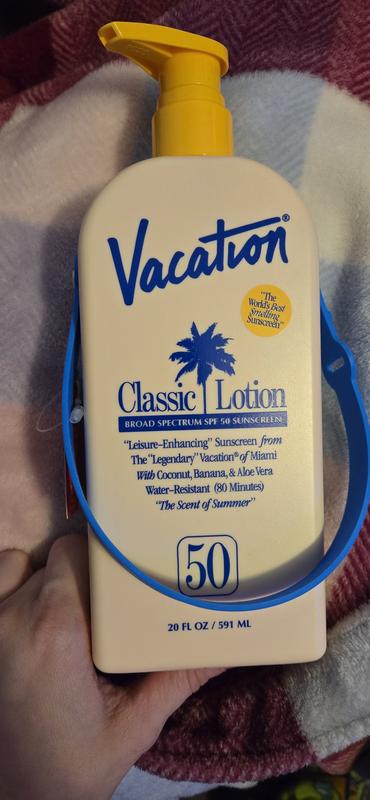 Vacation®
"The
World's Best
Smelling
Sunscreen"
Classic Lotion
BROAD SPECTRUM SPF 50 SUNSCREEN
"Leisure-Enhancing" Sunscreen from
The "Legendary" Vacation® of Miami
With Coconut, Banana, & Aloe Vera
Water-Resistant (80 Minutes)
"The Scent of Summer"
50
20 FL OZ / 591 ML